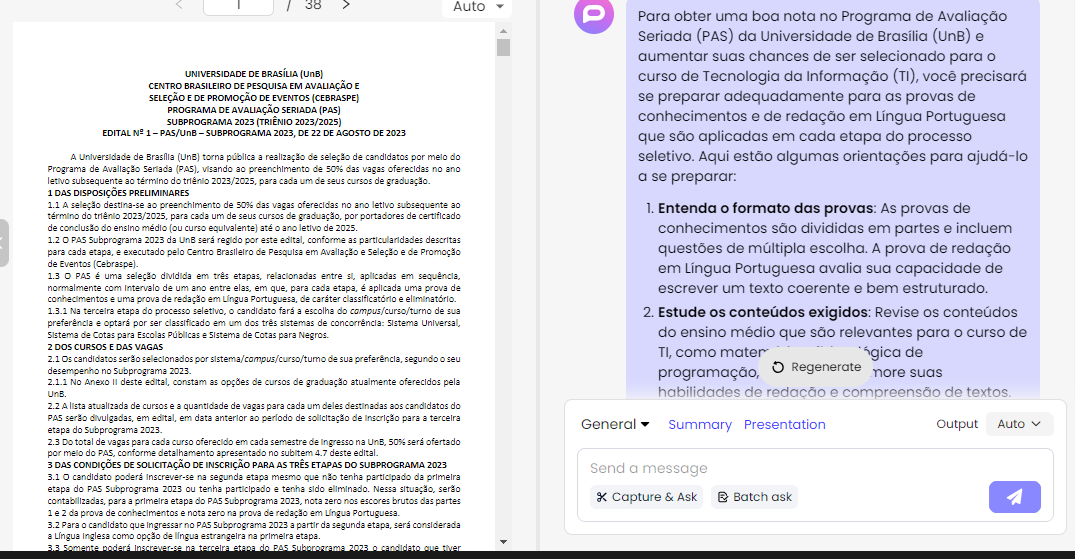 1 / 38
Auto
UNIVERSIDADE DE BRASÍLIA (UnB)
CENTRO BRASILEIRO DE PESQUISA EM AVALIAÇÃO E
SELEÇÃO E DE PROMOÇÃO DE EVENTOS (CEBRASPE)
PROGRAMA DE AVALIAÇÃO SERIADA (PAS)
SUBPROGRAMA 2023 (TRIÊNIO 2023/2025)
EDITAL Nº 1 – PAS/UnB – SUBPROGRAMA 2023, DE 22 DE AGOSTO DE 2023
A Universidade de Brasília (UnB) torna pública a realização de seleção de candidatos por meio do
Programa de Avaliação Seriada (PAS), visando ao preenchimento de 50% das vagas oferecidas no ano
letivo subsequente ao término do triênio 2023/2025, para cada um de seus cursos de graduação.
1 DAS DISPOSIÇÕES PRELIMINARES
1.1 A seleção destina-se ao preenchimento de 50% das vagas oferecidas no ano letivo subsequente ao
término do triênio 2023/2025, para cada um de seus cursos de graduação, por portadores de certificado
de conclusão do ensino médio (ou curso equivalente) até o ano letivo de 2025.
1.2 O PAS Subprograma 2023 da UnB será regido por este edital, conforme as particularidades descritas
para cada etapa, e executado pelo Centro Brasileiro de Pesquisa em Avaliação e Seleção e de Promoção
de Eventos (Cebraspe).
1.3 O PAS é uma seleção dividida em três etapas, relacionadas entre si, aplicadas em sequência,
normalmente com intervalo de um ano entre elas, em que, para cada etapa, é aplicada uma prova de
conhecimentos e uma prova de redação em Língua Portuguesa, de caráter classificatório e eliminatório.
1.3.1 Na terceira etapa do processo seletivo, o candidato fará a escolha do campus/curso/turno de sua
preferência e optará por ser classificado em um dos três sistemas de concorrência: Sistema Universal,
Sistema de Cotas para Escolas Públicas e Sistema de Cotas para Negros.
2 DOS CURSOS E DAS VAGAS
2.1 Os candidatos serão selecionados por sistema/campus/curso/turno de sua preferência, segundo o seu
desempenho no Subprograma 2023.
2.1.1 No Anexo II deste edital, constam as opções de cursos de graduação atualmente oferecidos pela
UnB.
2.2 A lista atualizada de cursos e a quantidade de vagas para cada um deles destinadas aos candidatos do
PAS serão divulgadas, em edital, em data anterior ao período de solicitação de inscrição para a terceira
etapa do Subprograma 2023.
2.3 Do total de vagas para cada curso oferecido em cada semestre de ingresso na UnB, 50% será ofertado
por meio do PAS, conforme detalhamento apresentado no subitem 4.7 deste edital.
3 DAS CONDIÇÕES DE SOLICITAÇÃO DE INSCRIÇÃO PARA AS TRÊS ETAPAS DO SUBPROGRAMA 2023
3.1 O candidato poderá inscrever-se na segunda etapa mesmo que não tenha participado da primeira
etapa do PAS Subprograma 2023 ou tenha participado e tenha sido eliminado. Nessa situação, serão
contabilizadas, para a primeira etapa do PAS Subprograma 2023, nota zero nos escores brutos das partes
1 e 2 da prova de conhecimentos e nota zero na prova de redação em Língua Portuguesa.
3.2 Para o candidato que ingressar no PAS Subprograma 2023 a partir da segunda etapa, será considerada
a Língua Inglesa como opção de língua estrangeira na primeira etapa.
3.3 Somente poderá inscrever-se na terceira etapa do PAS Subprograma 2023 o candidato que tiver
Para obter uma boa nota no Programa de Avaliação
Seriada (PAS) da Universidade de Brasília (UnB) e
aumentar suas chances de ser selecionado para o
curso de Tecnologia da Informação (TI), você precisará
se preparar adequadamente para as provas de
conhecimentos e de redação em Língua Portuguesa
que são aplicadas em cada etapa do processo
seletivo. Aqui estão algumas orientações para ajudá-lo
a se preparar:
1. Entenda o formato das provas: As provas de
conhecimentos são divididas em partes e incluem
questões de múltipla escolha. A prova de redação
em Língua Portuguesa avalia sua capacidade de
escrever um texto coerente e bem estruturado.
2. Estude os conteúdos exigidos: Revise os conteúdos
do ensino médio que são relevantes para o curso de
TI, como de
programação,
Regenerate
more suas
habilidades de redação e compreensão de textos.
General Summary Presentation Output Auto
Send a message
Capture & Ask Batch ask